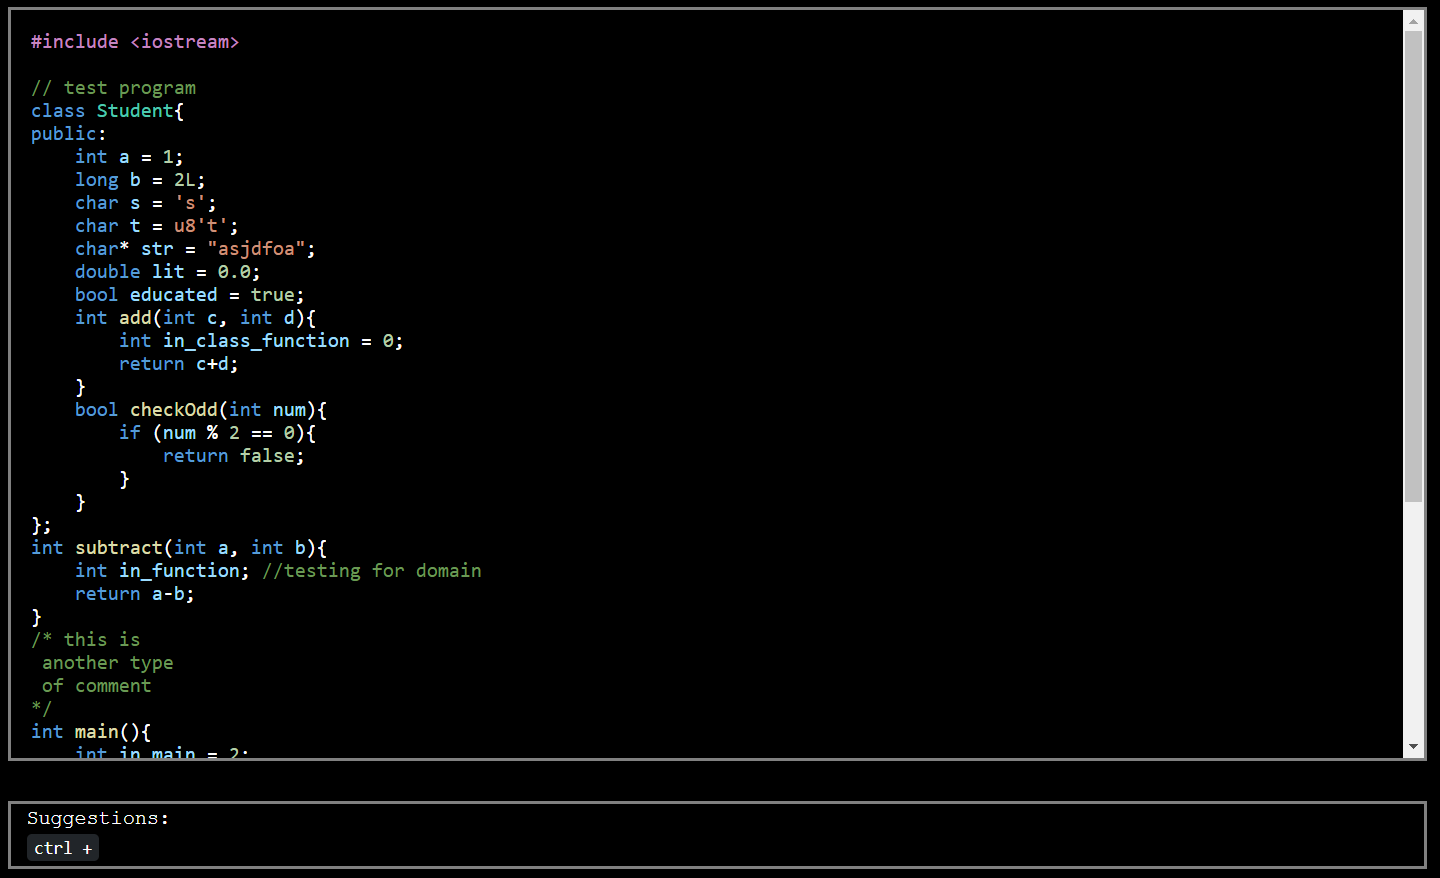 #include <iostream>

// test program
class Student{
public:
    int a = 1;
    long b = 2L;
    char s = 's';
    char t = u8't';
    char* str = "asjdfoa";
    double lit = 0.0;
    bool educated = true;
    int add(int c, int d){
        int in_class_function = 0;
        return c+d;
    }
    bool checkOdd(int num){
        if (num % 2 == 0){
            return false;
        }
    }
};
int subtract(int a, int b){
    int in_function; //testing for domain
    return a-b;
}
/* this is
 another type
 of comment
*/
int main(){
    int in_main = 2;
Suggestions:
ctrl +